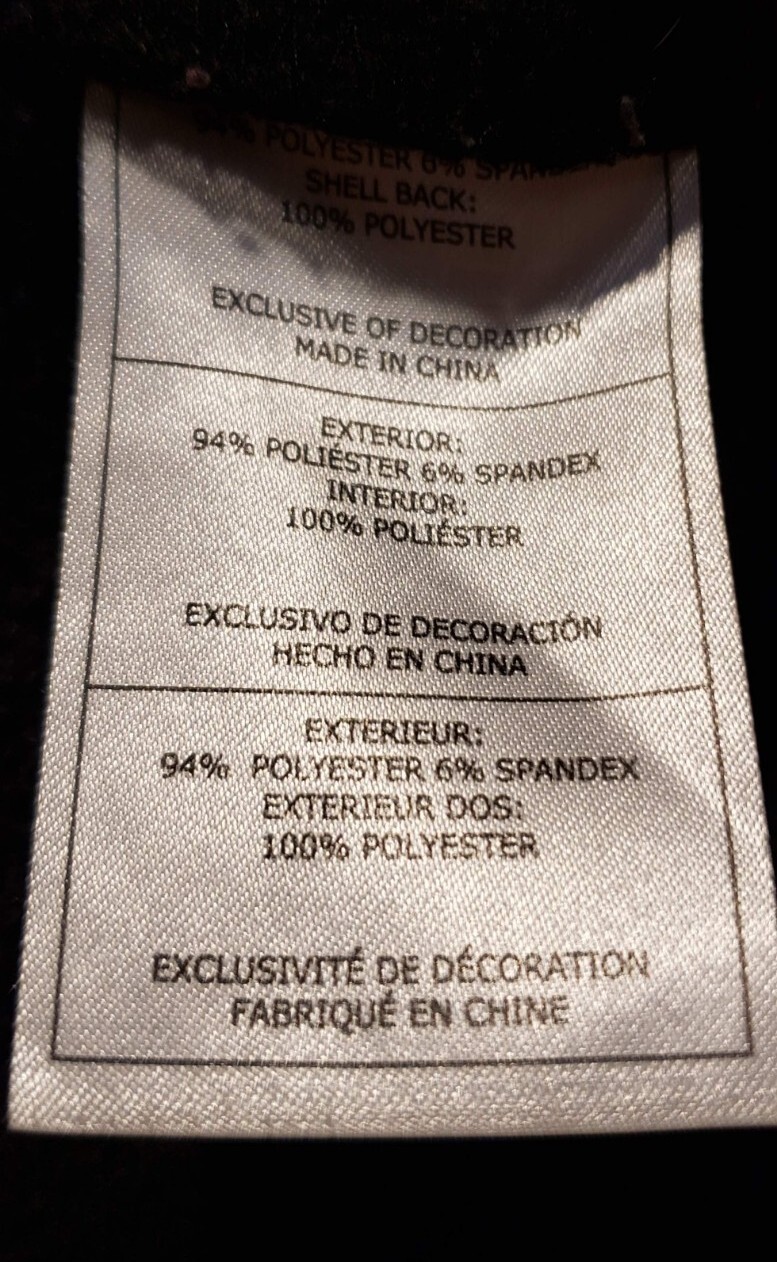 94% POLYESTER 6% SPANDEX
SHELL BACK:
100% POLYESTER
EXCLUSIVE OF DECORATION
MADE IN CHINA
EXTERIOR:
94% POLIÉSTER 6% SPANDEX
INTERIOR:
100% POLIÉSTER
EXCLUSIVO DE DECORACIÓN
HECHO EN CHINA
EXTERIEUR:
94% POLYESTER 6% SPANDEX
EXTERIEUR DOS:
100% POLYESTER
EXCLUSIVITÉ DE DÉCORATION
FABRIQUÉ EN CHINE